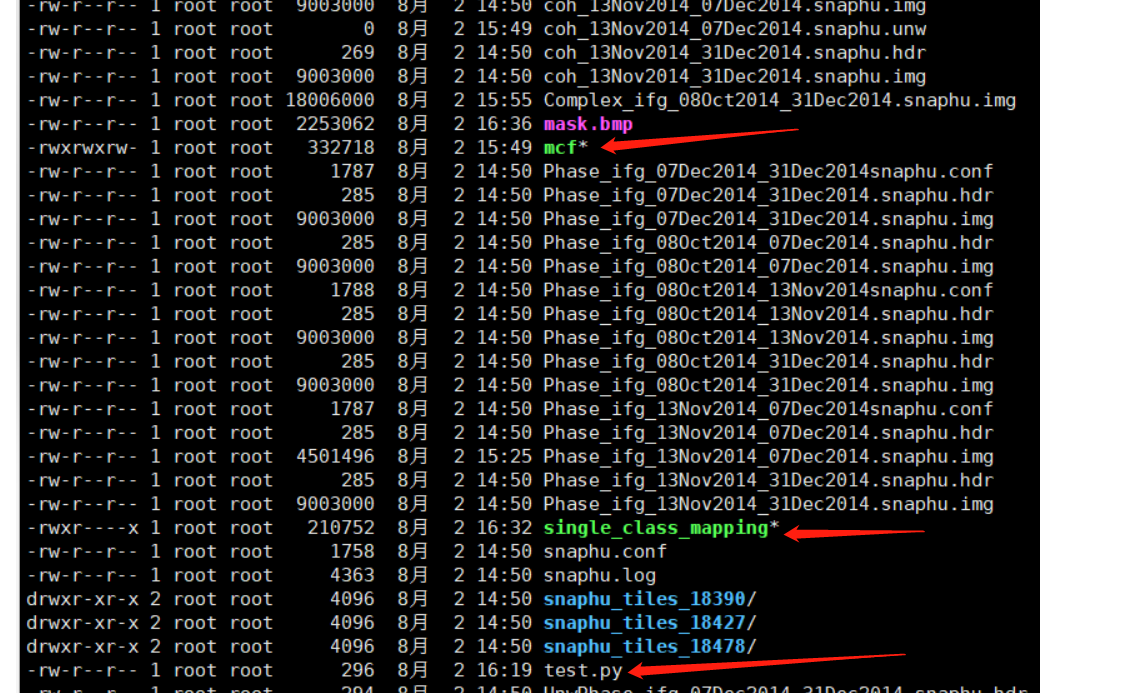 -rw-r--r-- 1 root root 9003000 8月 2 14:50 coh_13Nov2014_07Dec2014.snaphu.img
-rw-r--r-- 1 root root 0 8月 2 15:49 coh_13Nov2014_07Dec2014.snaphu.unw
-rw-r--r-- 1 root root 269 8月 2 14:50 coh_13Nov2014_31Dec2014.snaphu.hdr
-rw-r--r-- 1 root root 9003000 8月 2 14:50 coh_13Nov2014_31Dec2014.snaphu.img
-rw-r--r-- 1 root root 18006000 8月 2 15:55 Complex_ifg_08Oct2014_31Dec2014.snaphu.img
-rw-r--r-- 1 root root 2253062 8月 2 16:36 mask.bmp
-rwxrwxrw- 1 root root 332718 8月 2 15:49 mcf*
-rw-r--r-- 1 root root 1787 8月 2 14:50 Phase_ifg_07Dec2014_31Dec2014snaphu.conf
-rw-r--r-- 1 root root 285 8月 2 14:50 Phase_ifg_07Dec2014_31Dec2014.snaphu.hdr
-rw-r--r-- 1 root root 9003000 8月 2 14:50 Phase_ifg_07Dec2014_31Dec2014.snaphu.img
-rw-r--r-- 1 root root 285 8月 2 14:50 Phase_ifg_08Oct2014_07Dec2014.snaphu.hdr
-rw-r--r-- 1 root root 9003000 8月 2 14:50 Phase_ifg_08Oct2014_07Dec2014.snaphu.img
-rw-r--r-- 1 root root 1788 8月 2 14:50 Phase_ifg_08Oct2014_13Nov2014snaphu.conf
-rw-r--r-- 1 root root 285 8月 2 14:50 Phase_ifg_08Oct2014_13Nov2014.snaphu.hdr
-rw-r--r-- 1 root root 9003000 8月 2 14:50 Phase_ifg_08Oct2014_13Nov2014.snaphu.img
-rw-r--r-- 1 root root 285 8月 2 14:50 Phase_ifg_08Oct2014_31Dec2014.snaphu.hdr
-rw-r--r-- 1 root root 9003000 8月 2 14:50 Phase_ifg_08Oct2014_31Dec2014.snaphu.img
-rw-r--r-- 1 root root 1787 8月 2 14:50 Phase_ifg_13Nov2014_07Dec2014snaphu.conf
-rw-r--r-- 1 root root 285 8月 2 14:50 Phase_ifg_13Nov2014_07Dec2014.snaphu.hdr
-rw-r--r-- 1 root root 4501496 8月 2 15:25 Phase_ifg_13Nov2014_07Dec2014.snaphu.img
-rw-r--r-- 1 root root 285 8月 2 14:50 Phase_ifg_13Nov2014_31Dec2014.snaphu.hdr
-rw-r--r-- 1 root root 9003000 8月 2 14:50 Phase_ifg_13Nov2014_31Dec2014.snaphu.img
-rwxr----x 1 root root 210752 8月 2 16:32 single_class_mapping*
-rw-r--r-- 1 root root 1758 8月 2 14:50 snaphu.conf
-rw-r--r-- 1 root root 4363 8月 2 14:50 snaphu.log
drwxr-xr-x 2 root root 4096 8月 2 14:50 snaphu_tiles_18390/
drwxr-xr-x 2 root root 4096 8月 2 14:50 snaphu_tiles_18427/
drwxr-xr-x 2 root root 4096 8月 2 14:50 snaphu_tiles_18478/
-rw-r--r-- 1 root root 296 8月 2 16:19 test.py
-rw-r--r-- 1 root root 294 8月 2 14:50 UnwPhase_ifg_07Dec2014_31Dec2014.snaphu.hdr